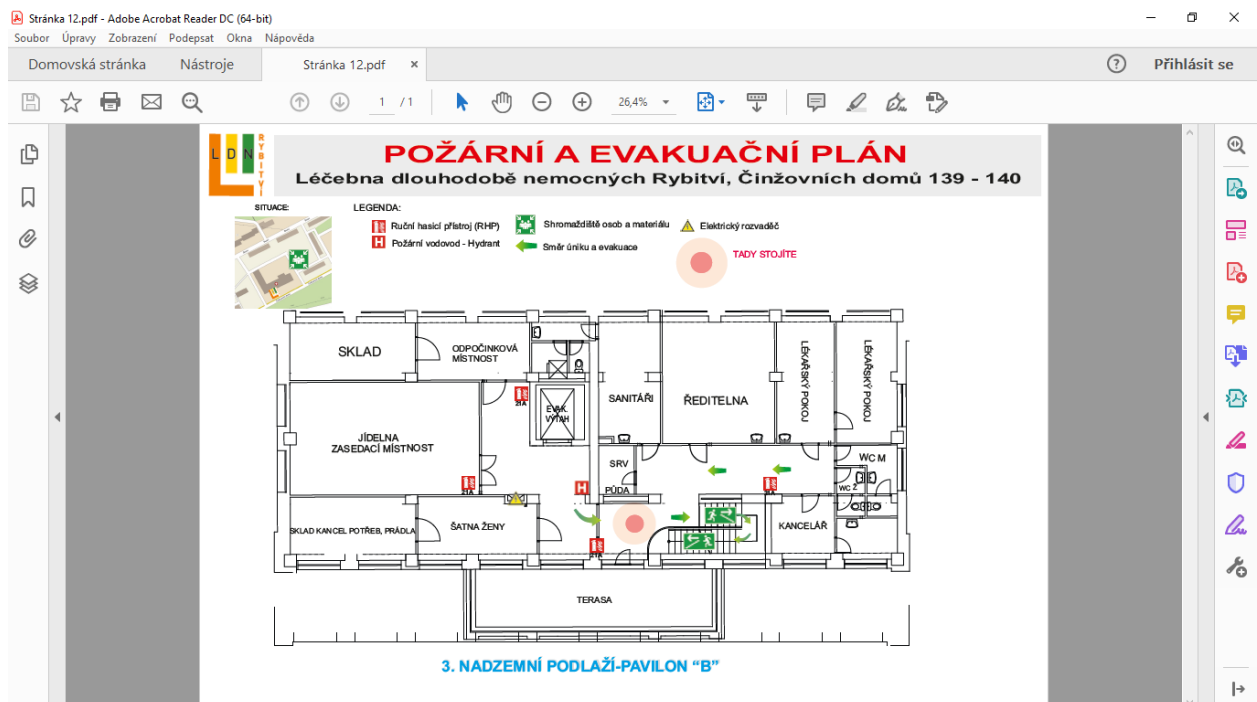 Stránka 12.pdf - Adobe Acrobat Reader DC (64-bit)
Soubor Úpravy Zobrazení Podepsat Okna Nápověda
Domovská stránka Nástroje Stránka 12.pdf × ? Přihlásit se
1 / 1 26,4%
LDN RYBITVÍ
POŽÁRNÍ A EVAKUAČNÍ PLÁN
Léčebna dlouhodobě nemocných Rybitví, Činžovních domů 139 - 140
SITUACE:
LEGENDA:
Ruční hasicí přístroj (RHP)
Shromaždiště osob a materiálu
Elektrický rozvaděč
H Požární vodovod - Hydrant
Směr úniku a evakuace
TADY STOJÍTE
SKLAD
ODPOČINKOVÁ
MÍSTNOST
LÉKAŘSKÝ POKOJ
LÉKAŘSKÝ POKOJ
21A
EVAK.
VÝTAH
SANITÁŘI
ŘEDITELNA
JÍDELNA
ZASEDACÍ MÍSTNOST
SRV
WC M
21A
H
PŮDA
21A
WC Ž
SKLAD KANCEL POTŘEB, PRÁDLA
ŠATNA ŽENY
KANCELÁŘ
21A
TERASA
3. NADZEMNÍ PODLAŽÍ-PAVILON “B”